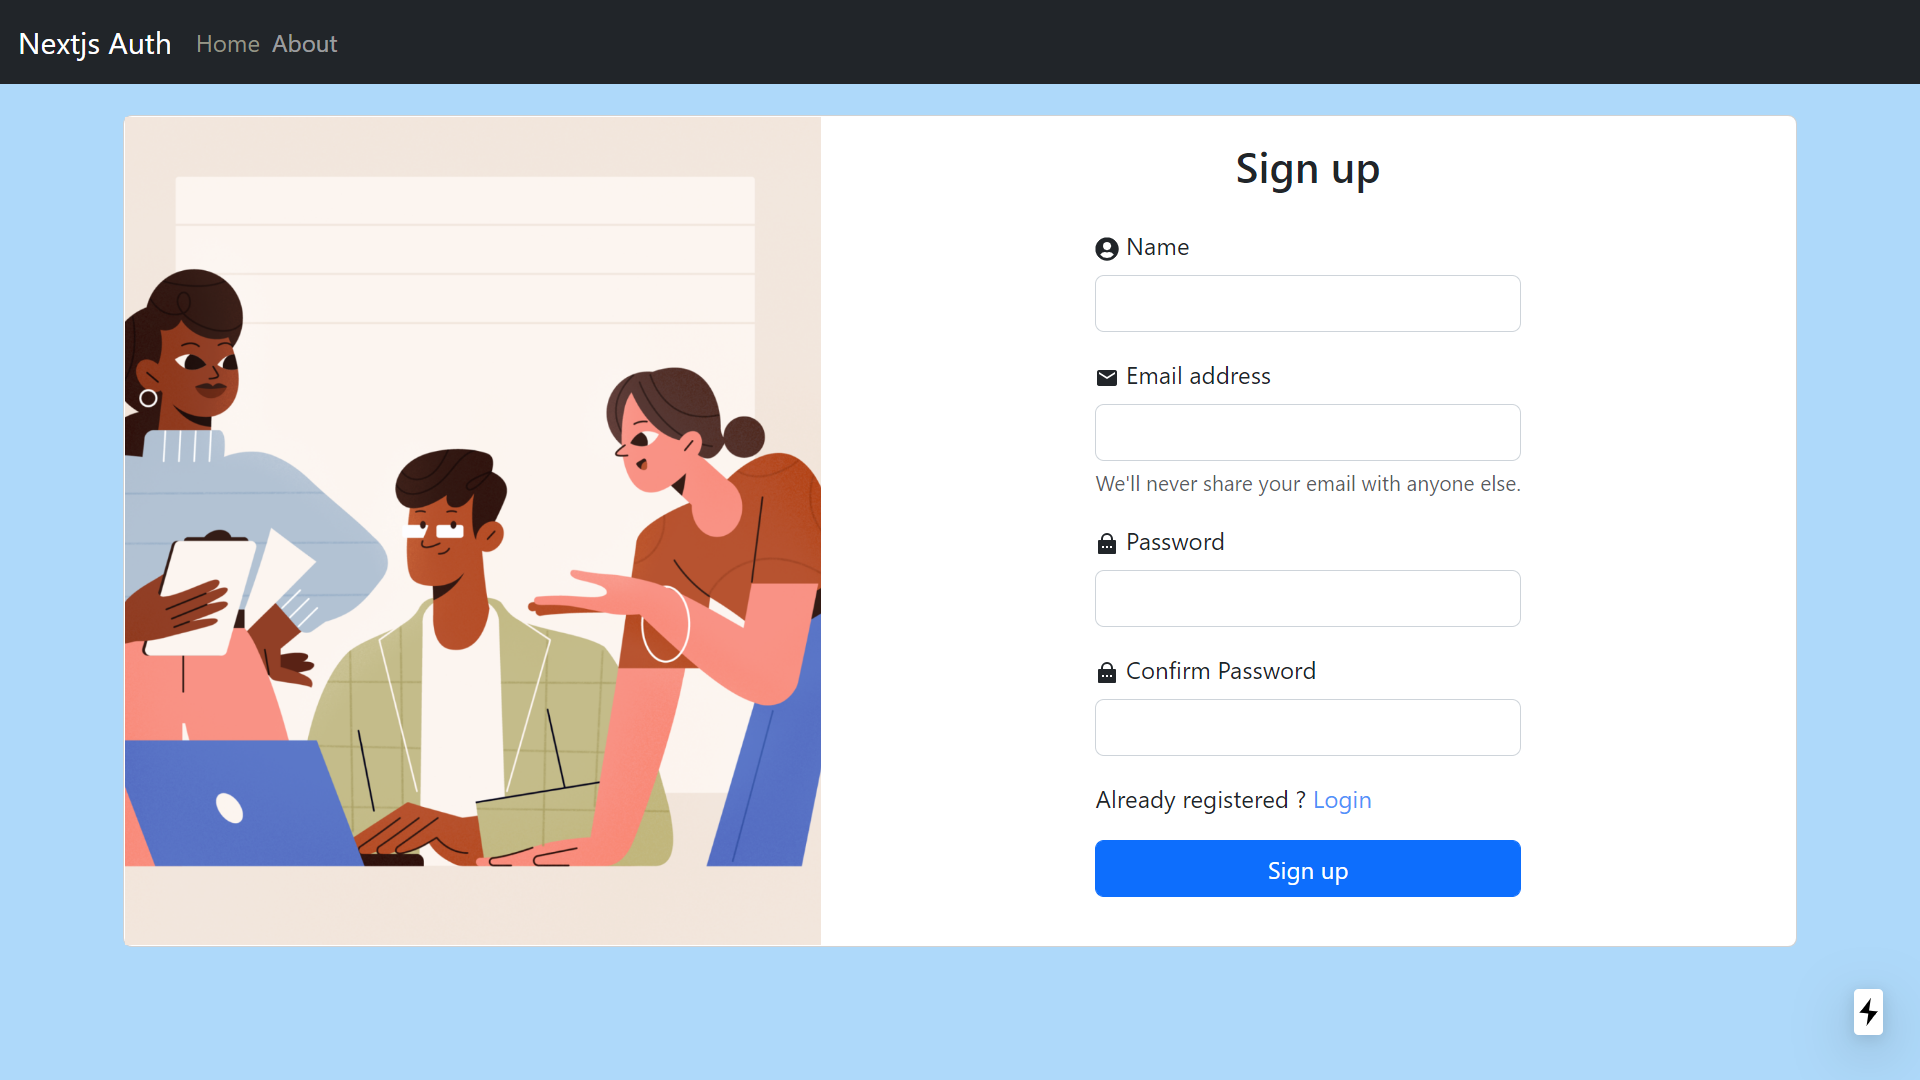 Nextjs Auth Home About
Sign up
Name
Email address
We'll never share your email with anyone else.
Password
Confirm Password
Already registered ? Login
Sign up